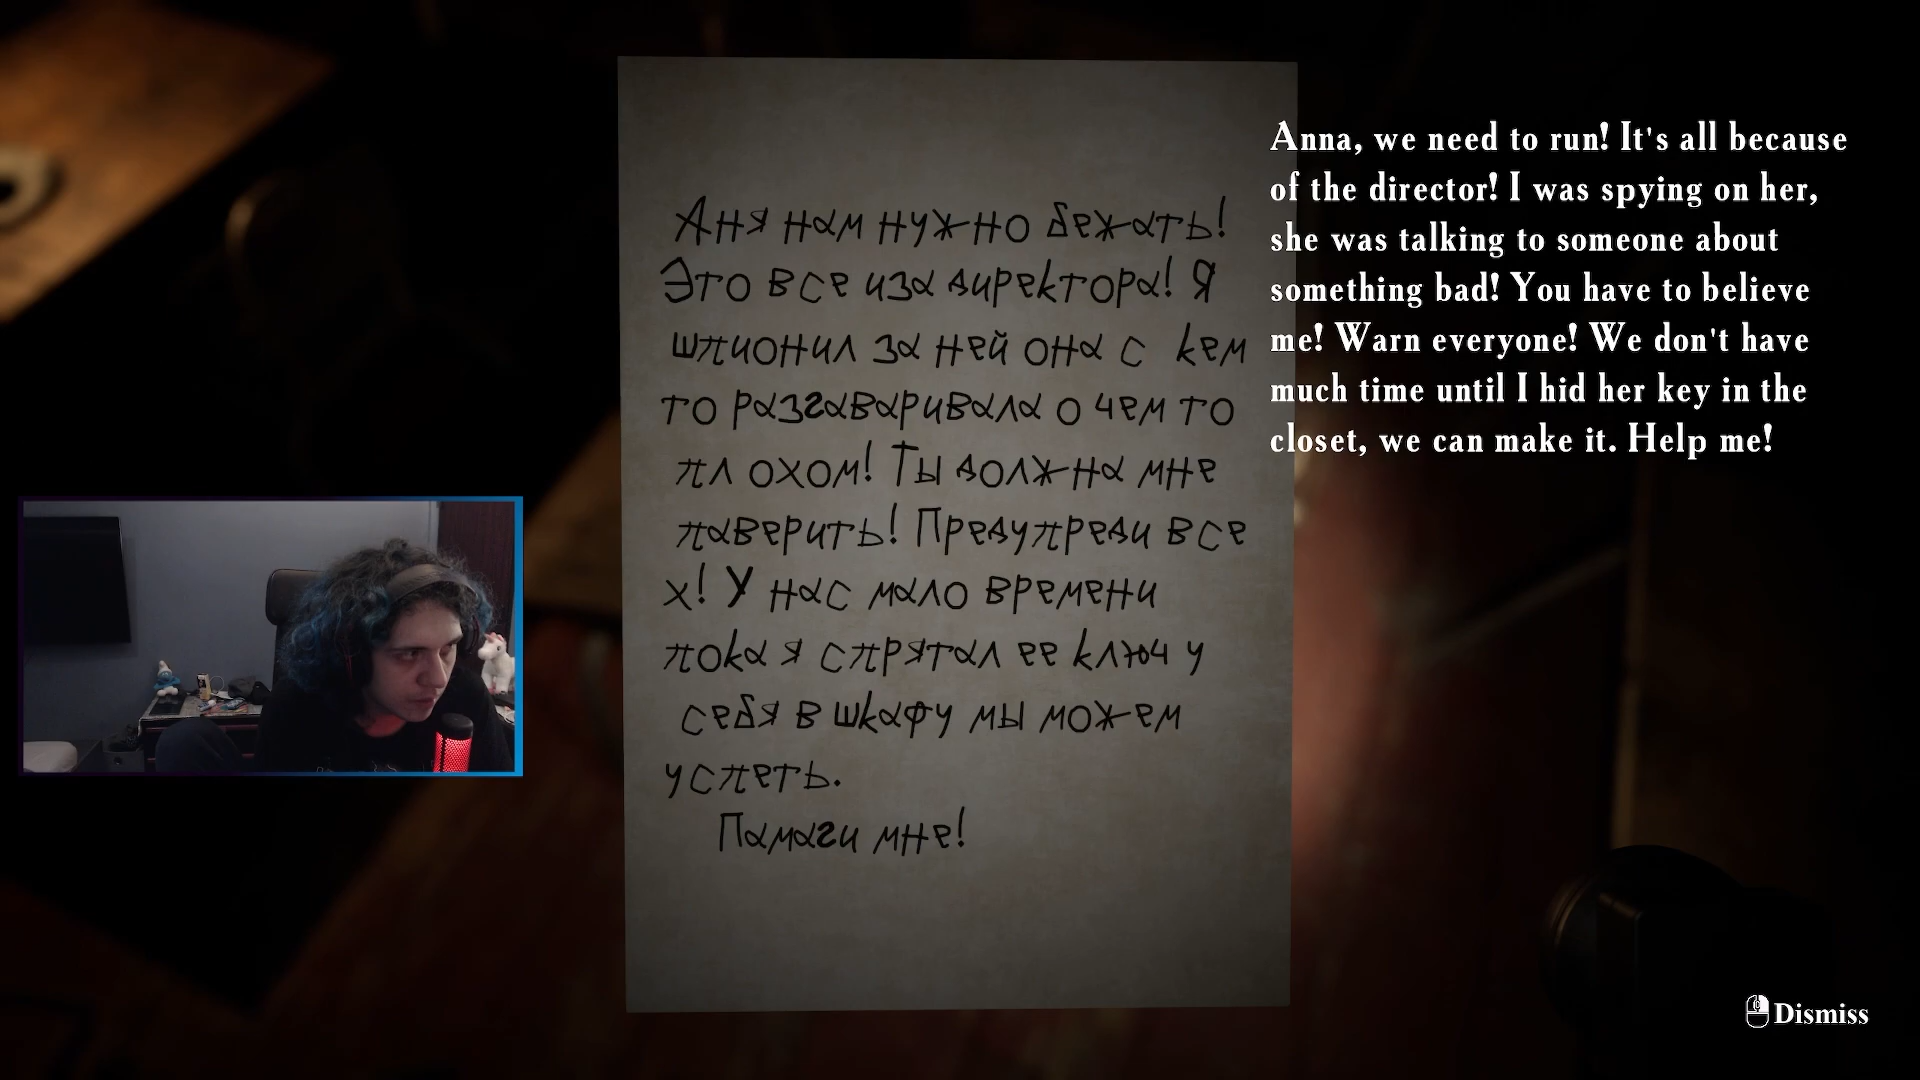 Аня нам нужно бежать!
Это все иза директора! Я
шпионил за ней она с кем
то разгаваривала о чем то
пл охом! Ты должна мне
паверить! Предупреди все
х! У нас мало времени
пока я спрятал ее ключ у
себя в шкафу мы можем
успеть.
Памаги мне!
Anna, we need to run! It's all because
of the director! I was spying on her,
she was talking to someone about
something bad! You have to believe
me! Warn everyone! We don't have
much time until I hid her key in the
closet, we can make it. Help me!
Dismiss